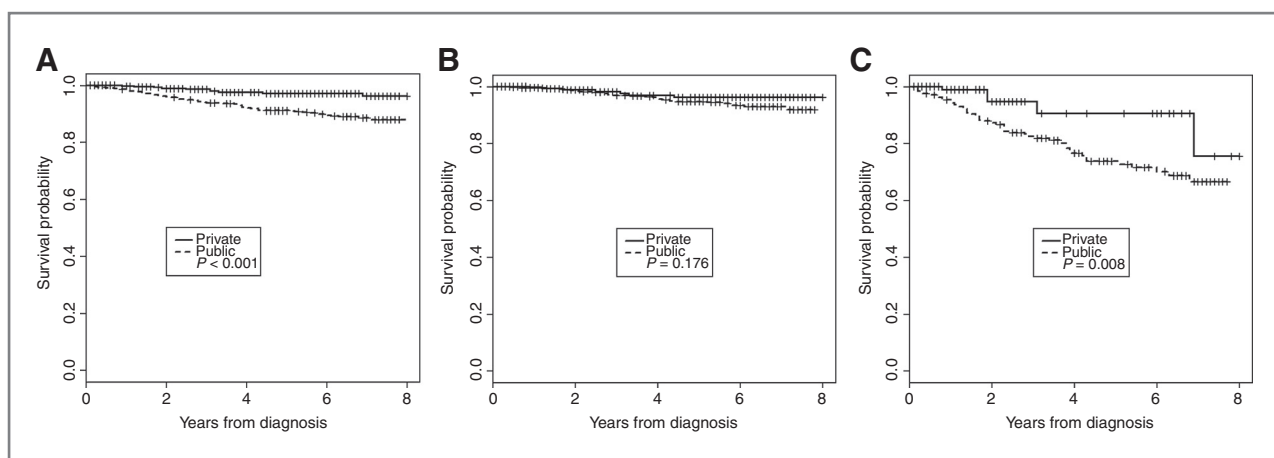 A
Survival probability
0.0 0.2 0.4 0.6 0.8 1.0
Private
Public
P < 0.001
0 2 4 6 8
Years from diagnosis
B
Survival probability
0.0 0.2 0.4 0.6 0.8 1.0
Private
Public
P = 0.176
0 2 4 6 8
Years from diagnosis
C
Survival probability
0.0 0.2 0.4 0.6 0.8 1.0
Private
Public
P = 0.008
0 2 4 6 8
Years from diagnosis